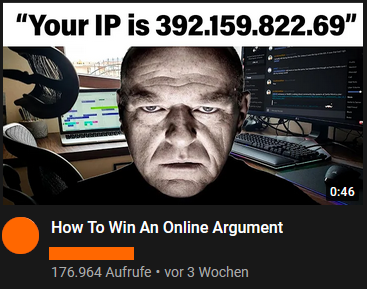 “Your IP is 392.159.822.69”
0:46
How To Win An Online Argument
176.964 Aufrufe • vor 3 Wochen